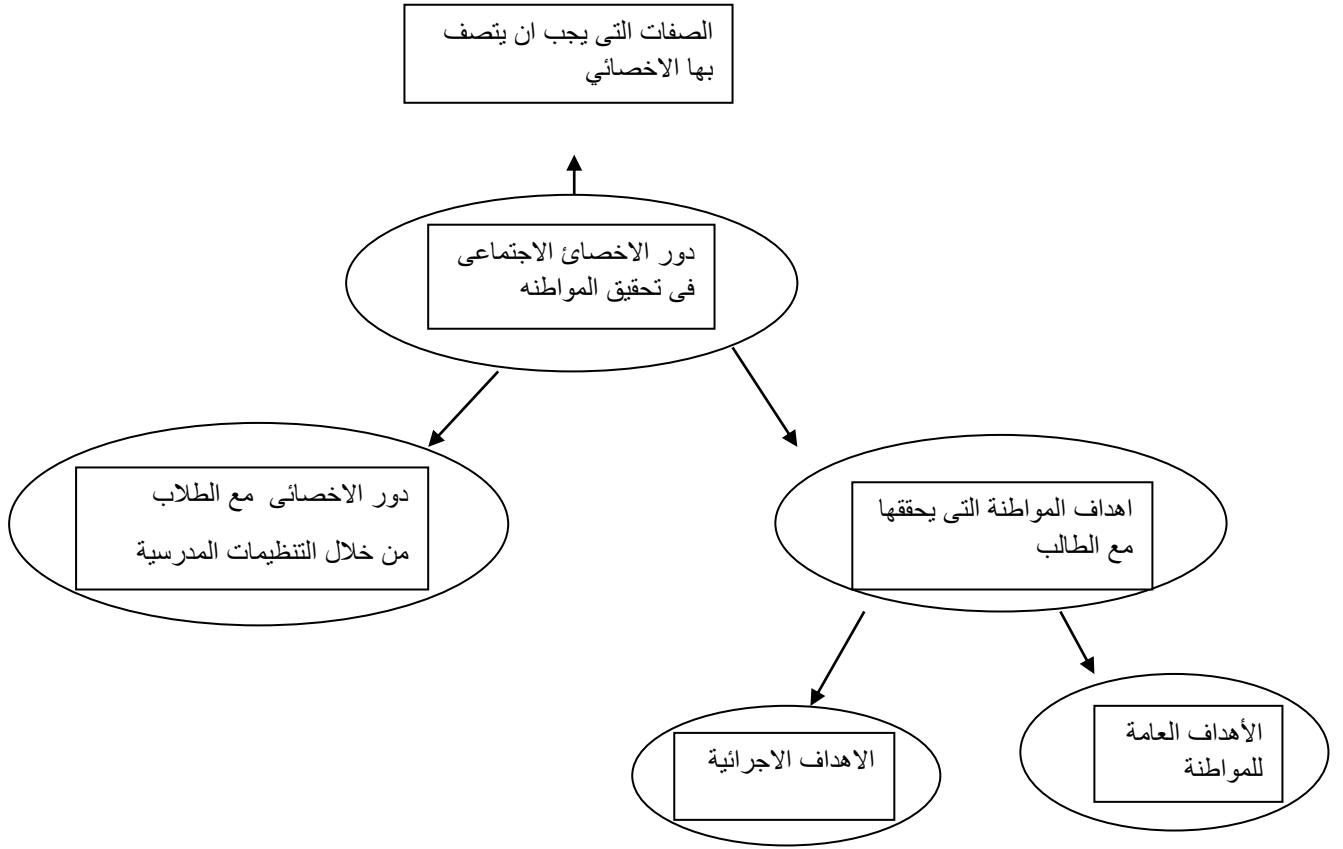 الصفات التى يجب ان يتصف
بها الاخصائي
دور الاخصائ الاجتماعى
فى تحقيق المواطنه
دور الاخصائى مع الطلاب
من خلال التنظيمات المدرسية
اهداف المواطنة التى يحققها
مع الطالب
الاهداف الاجرائية
الأهداف العامة
للمواطنة